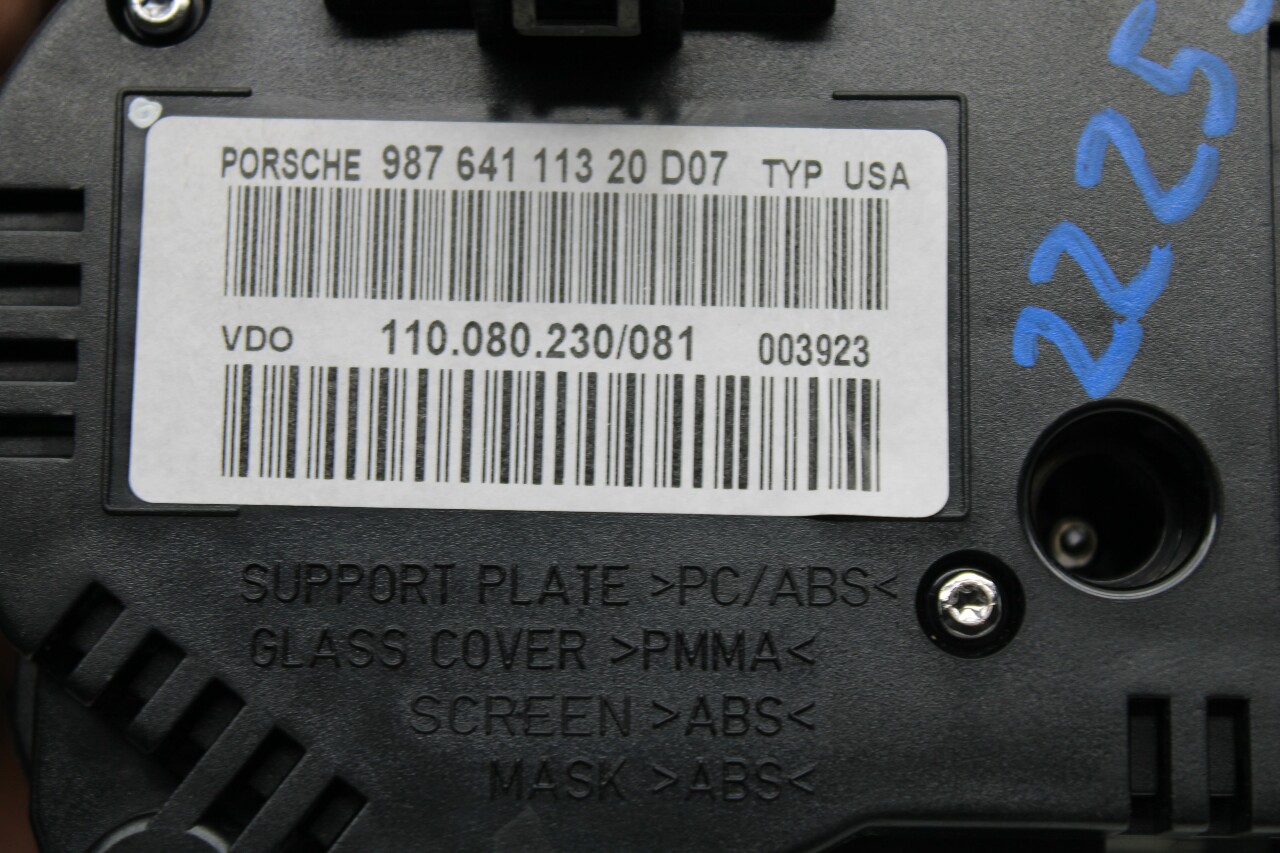 PORSCHE 987 641 113 20 D07 TYP USA
VDO 110.080.230/081 003923
SUPPORT PLATE >PC/ABS<
GLASS COVER >PMMA<
SCREEN >ABS<
MASK >ABS<
2225